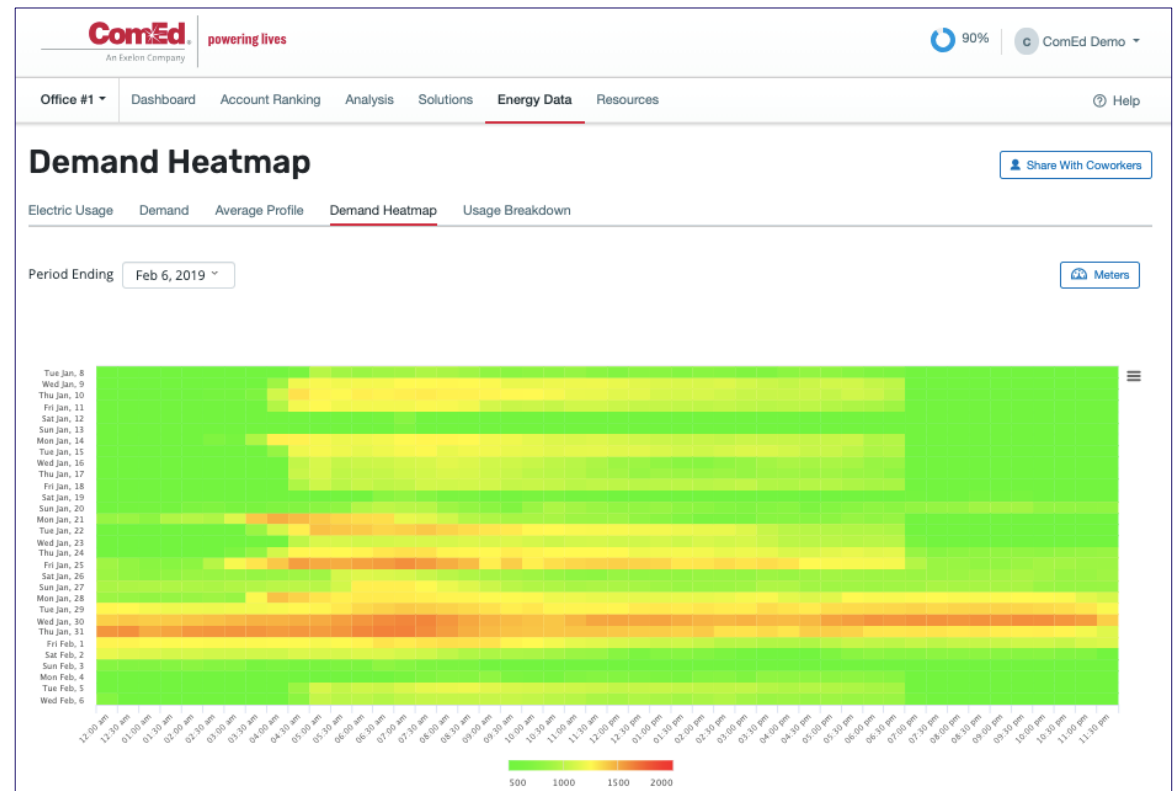 ComEd. powering lives
An Exelon Company
90% C ComEd Demo
Office #1 Dashboard Account Ranking Analysis Solutions Energy Data Resources ? Help
Demand Heatmap
Share With Coworkers
Electric Usage Demand Average Profile Demand Heatmap Usage Breakdown
Period Ending Feb 6, 2019 Meters
Tue Jan, 8
Wed Jan, 9
Thu Jan, 10
Fri Jan, 11
Sat Jan, 12
Sun Jan, 13
Mon Jan, 14
Tue Jan, 15
Wed Jan, 16
Thu Jan, 17
Fri Jan, 18
Sat Jan, 19
Sun Jan, 20
Mon Jan, 21
Tue Jan, 22
Wed Jan, 23
Thu Jan, 24
Fri Jan, 25
Sat Jan, 26
Sun Jan, 27
Mon Jan, 28
Tue Jan, 29
Wed Jan, 30
Thu Jan, 31
Fri Feb, 1
Sat Feb, 2
Sun Feb, 3
Mon Feb, 4
Tue Feb, 5
Wed Feb, 6
12:00 am 12:30 am 01:00 am 01:30 am 02:00 am 02:30 am 03:00 am 03:30 am 04:00 am 04:30 am 05:00 am 05:30 am 06:00 am 06:30 am 07:00 am 07:30 am 08:00 am 08:30 am 09:00 am 09:30 am 10:00 am 10:30 am 11:00 am 11:30 am 12:00 pm 12:30 pm 01:00 pm 01:30 pm 02:00 pm 02:30 pm 03:00 pm 03:30 pm 04:00 pm 04:30 pm 05:00 pm 05:30 pm 06:00 pm 06:30 pm 07:00 pm 07:30 pm 08:00 pm 08:30 pm 09:00 pm 09:30 pm 10:00 pm 10:30 pm 11:00 pm 11:30 pm
500 1000 1500 2000